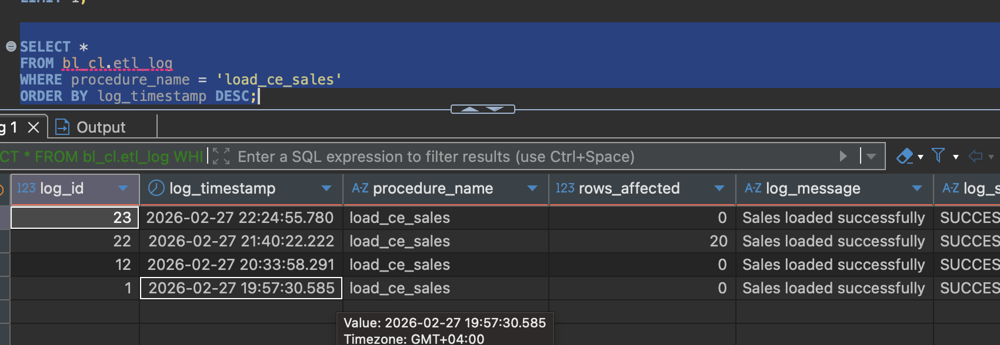 LIMIT 1;
SELECT *
FROM bl_cl.etl_log
WHERE procedure_name = 'load_ce_sales'
ORDER BY log_timestamp DESC;
g 1 Output
CT * FROM bl_cl.etl_log WHI Enter a SQL expression to filter results (use Ctrl+Space)
123 log_id log_timestamp A-Z procedure_name 123 rows_affected A-Z log_message A-Z log_s
23 2026-02-27 22:24:55.780 load_ce_sales 0 Sales loaded successfully SUCCES
22 2026-02-27 21:40:22.222 load_ce_sales 20 Sales loaded successfully SUCCES
12 2026-02-27 20:33:58.291 load_ce_sales 0 Sales loaded successfully SUCCES
1 2026-02-27 19:57:30.585 load_ce_sales 0 Sales loaded successfully SUCCES
Value: 2026-02-27 19:57:30.585
Timezone: GMT+04:00